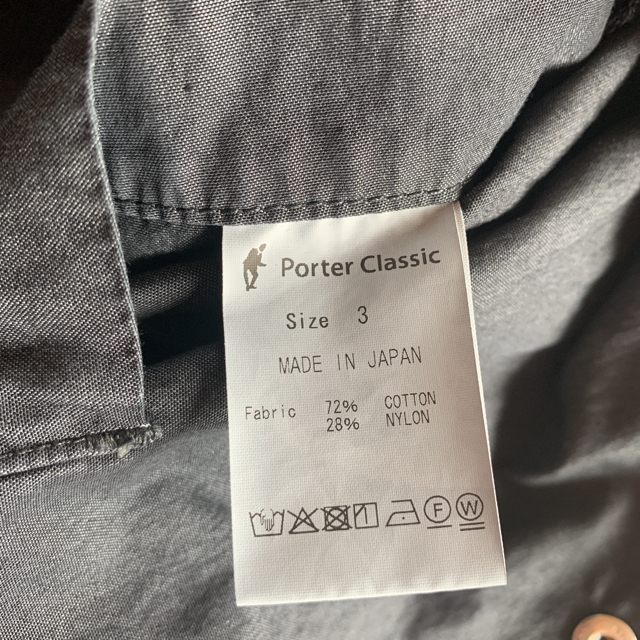 Porter Classic
Size 3
MADE IN JAPAN
Fabric 72% COTTON
28% NYLON
F W